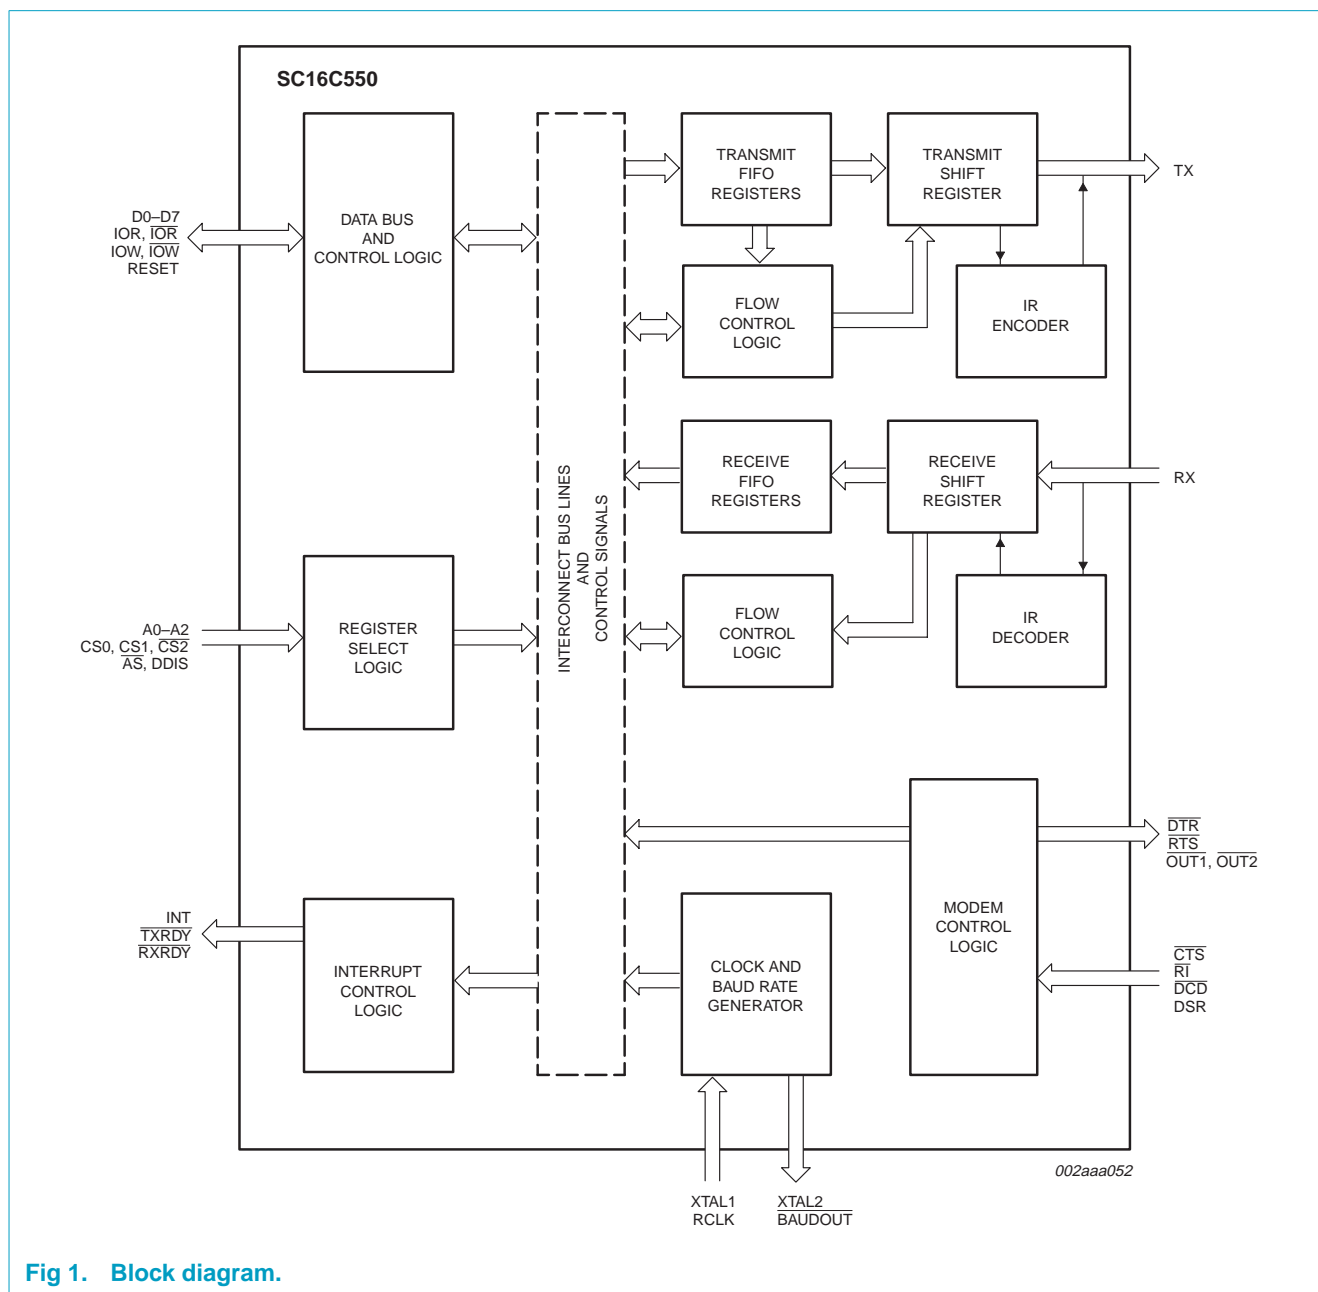 SC16C550
D0–D7
IOR, IOR
IOW, IOW
RESET
DATA BUS
AND
CONTROL LOGIC
A0–A2
CS0, CS1, CS2
AS, DDIS
REGISTER
SELECT
LOGIC
INT
TXRDY
RXRDY
INTERRUPT
CONTROL
LOGIC
INTERCONNECT BUS LINES
AND
CONTROL SIGNALS
TRANSMIT
FIFO
REGISTERS
TRANSMIT
SHIFT
REGISTER
TX
FLOW
CONTROL
LOGIC
IR
ENCODER
RECEIVE
FIFO
REGISTERS
RECEIVE
SHIFT
REGISTER
RX
FLOW
CONTROL
LOGIC
IR
DECODER
MODEM
CONTROL
LOGIC
DTR
RTS
OUT1, OUT2
CTS
RI
DCD
DSR
CLOCK AND
BAUD RATE
GENERATOR
XTAL1
RCLK
XTAL2
BAUDOUT
002aaa052
Fig 1. Block diagram.